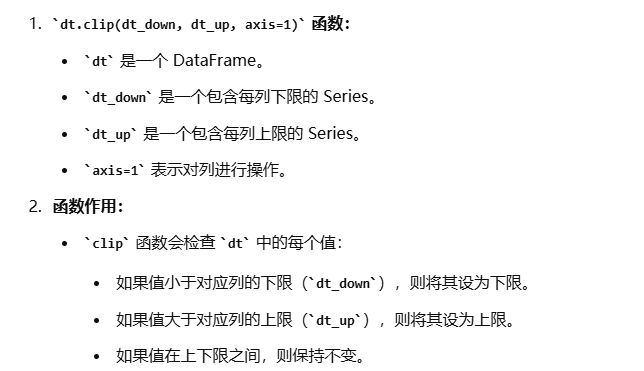 1. `dt.clip(dt_down, dt_up, axis=1)` 函数：
• `dt` 是一个 DataFrame。
• `dt_down` 是一个包含每列下限的 Series。
• `dt_up` 是一个包含每列上限的 Series。
• `axis=1` 表示对列进行操作。
2. 函数作用：
• `clip` 函数会检查 `dt` 中的每个值：
• 如果值小于对应列的下限（`dt_down`），则将其设为下限。
• 如果值大于对应列的上限（`dt_up`），则将其设为上限。
• 如果值在上下限之间，则保持不变。